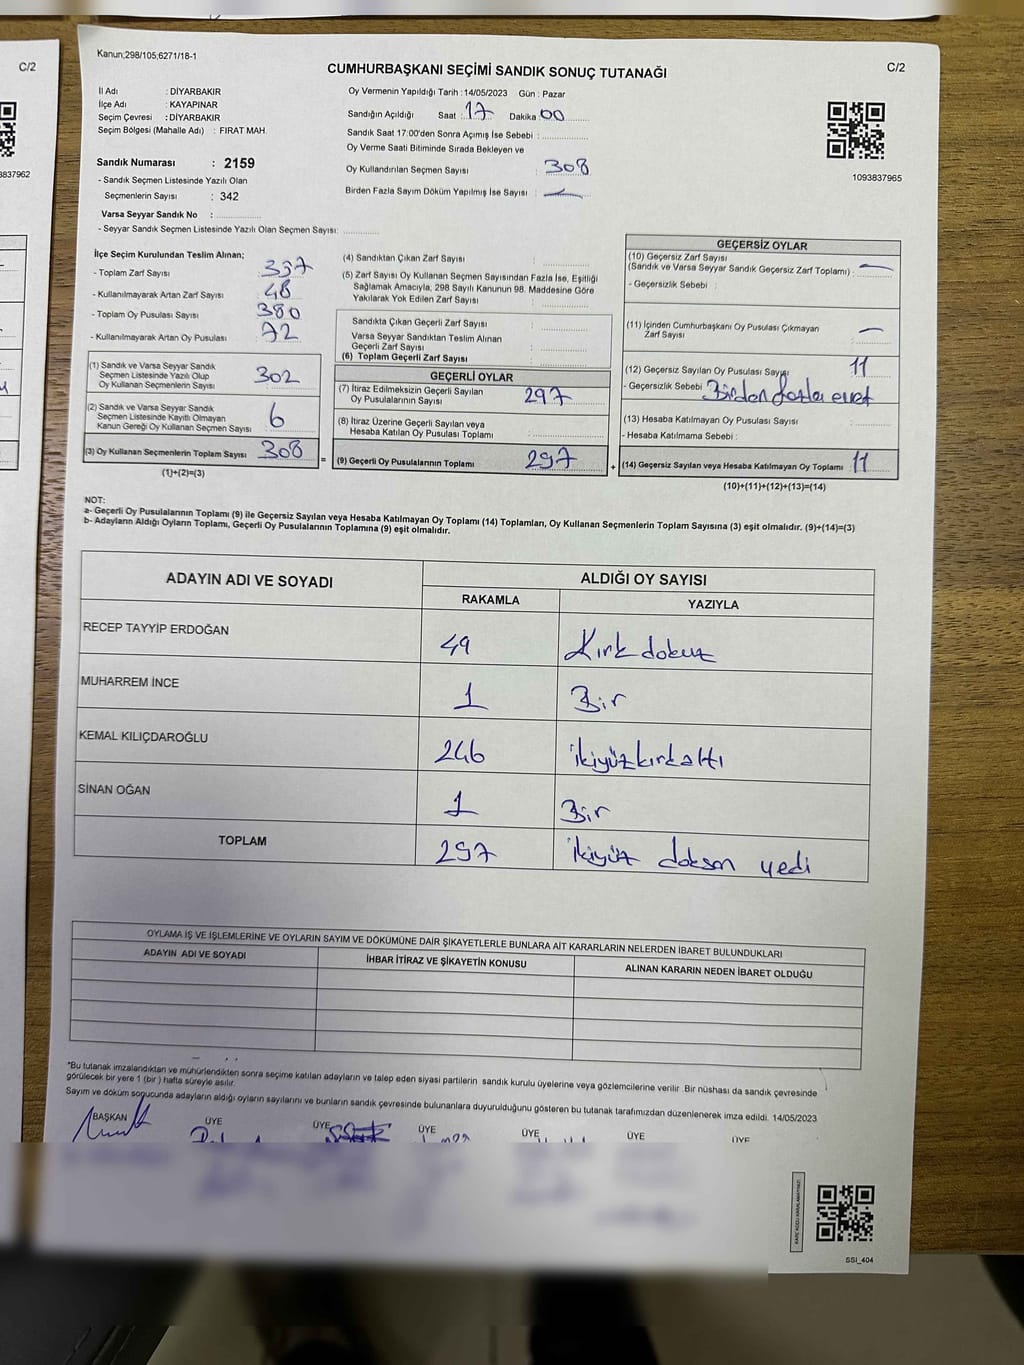 C/2
3837962
Kanun;298/105;6271/18-1
C/2
CUMHURBAŞKANI SEÇİMİ SANDIK SONUÇ TUTANAĞI
İl Adı : DİYARBAKIR
İlçe Adı : KAYAPINAR
Seçim Çevresi : DİYARBAKIR
Seçim Bölgesi (Mahalle Adı) : FIRAT MAH.
Sandık Numarası : 2159
- Sandık Seçmen Listesinde Yazılı Olan
Seçmenlerin Sayısı : 342
Varsa Seyyar Sandık No :
- Seyyar Sandık Seçmen Listesinde Yazılı Olan Seçmen Sayısı:
Oy Vermenin Yapıldığı Tarih :14/05/2023 Gün : Pazar
Sandığın Açıldığı Saat : 17 Dakika : 00
Sandık Saat 17:00'den Sonra Açımış İse Sebebi :
Oy Verme Saati Bitiminde Sırada Bekleyen ve
Oy Kullandırılan Seçmen Sayısı : 308
Birden Fazla Sayım Döküm Yapılmış İse Sayısı : —
1093837965
İlçe Seçim Kurulundan Teslim Alınan;
- Toplam Zarf Sayısı : 357
- Kullanılmayarak Artan Zarf Sayısı : 48
- Toplam Oy Pusulası Sayısı : 380
- Kullanılmayarak Artan Oy Pusulası : 72
(1) Sandık ve Varsa Seyyar Sandık
Seçmen Listesinde Yazılı Olup
Oy Kullanan Seçmenlerin Sayısı : 302
(2) Sandık ve Varsa Seyyar Sandık
Seçmen Listesinde Kayıtlı Olmayan
Kanun Gereği Oy Kullanan Seçmen Sayısı : 6
(3) Oy Kullanan Seçmenlerin Toplam Sayısı : 308
(1)+(2)=(3)
(4) Sandıktan Çıkan Zarf Sayısı :
(5) Zarf Sayısı Oy Kullanan Seçmen Sayısından Fazla İse, Eşitliği
Sağlamak Amacıyla, 298 Sayılı Kanunun 98. Maddesine Göre
Yakılarak Yok Edilen Zarf Sayısı :
Sandıkta Çıkan Geçerli Zarf Sayısı :
Varsa Seyyar Sandıktan Teslim Alınan
Geçerli Zarf Sayısı :
(6) Toplam Geçerli Zarf Sayısı :
=
GEÇERLİ OYLAR
(7) İtiraz Edilmeksizin Geçerli Sayılan
Oy Pusulalarının Sayısı : 297
(8) İtiraz Üzerine Geçerli Sayılan veya
Hesaba Katılan Oy Pusulası Toplamı :
(9) Geçerli Oy Pusulalarının Toplamı : 297
+
GEÇERSİZ OYLAR
(10) Geçersiz Zarf Sayısı
(Sandık ve Varsa Seyyar Sandık Geçersiz Zarf Toplamı) : —
- Geçersizlik Sebebi :
(11) İçinden Cumhurbaşkanı Oy Pusulası Çıkmayan
Zarf Sayısı : —
(12) Geçersiz Sayılan Oy Pusulası Sayısı : 11
- Geçersizlik Sebebi : Birden fazla evet
(13) Hesaba Katılmayan Oy Pusulası Sayısı :
- Hesaba Katılmama Sebebi :
(14) Geçersiz Sayılan veya Hesaba Katılmayan Oy Toplamı : 11
(10)+(11)+(12)+(13)=(14)
NOT:
a- Geçerli Oy Pusulalarının Toplamı (9) ile Geçersiz Sayılan veya Hesaba Katılmayan Oy Toplamı (14) Toplamları, Oy Kullanan Seçmenlerin Toplam Sayısına (3) eşit olmalıdır. (9)+(14)=(3)
b- Adayların Aldığı Oyların Toplamı, Geçerli Oy Pusulalarının Toplamına (9) eşit olmalıdır.
ADAYIN ADI VE SOYADI ALDIĞI OY SAYISI
RAKAMLA YAZIYLA
RECEP TAYYİP ERDOĞAN 49 Kırk dokuz
MUHARREM İNCE 1 Bir
KEMAL KILIÇDAROĞLU 246 ikiyüzkırkaltı
SİNAN OĞAN 1 Bir
TOPLAM 297 ikiyüz doksan yedi
OYLAMA İŞ VE İŞLEMLERİNE VE OYLARIN SAYIM VE DÖKÜMÜNE DAİR ŞİKAYETLERLE BUNLARA AİT KARARLARIN NELERDEN İBARET BULUNDUKLARI
ADAYIN ADI VE SOYADI İHBAR İTİRAZ VE ŞİKAYETİN KONUSU ALINAN KARARIN NEDEN İBARET OLDUĞU
*Bu tutanak imzalandıktan ve mühürlendikten sonra seçime katılan adayların ve talep eden siyasi partilerin sandık kurulu üyelerine veya gözlemcilerine verilir .Bir nüshası da sandık çevresinde
görülecek bir yere 1 (bir) hafta süreyle asılır.
Sayım ve döküm sonucunda adayların aldığı oyların sayılarını ve bunların sandık çevresinde bulunanlara duyurulduğunu gösteren bu tutanak tarafımızdan düzenlenerek imza edildi. 14/05/2023
BAŞKAN ÜYE ÜYE ÜYE ÜYE ÜYE ÜYE
SSI_404